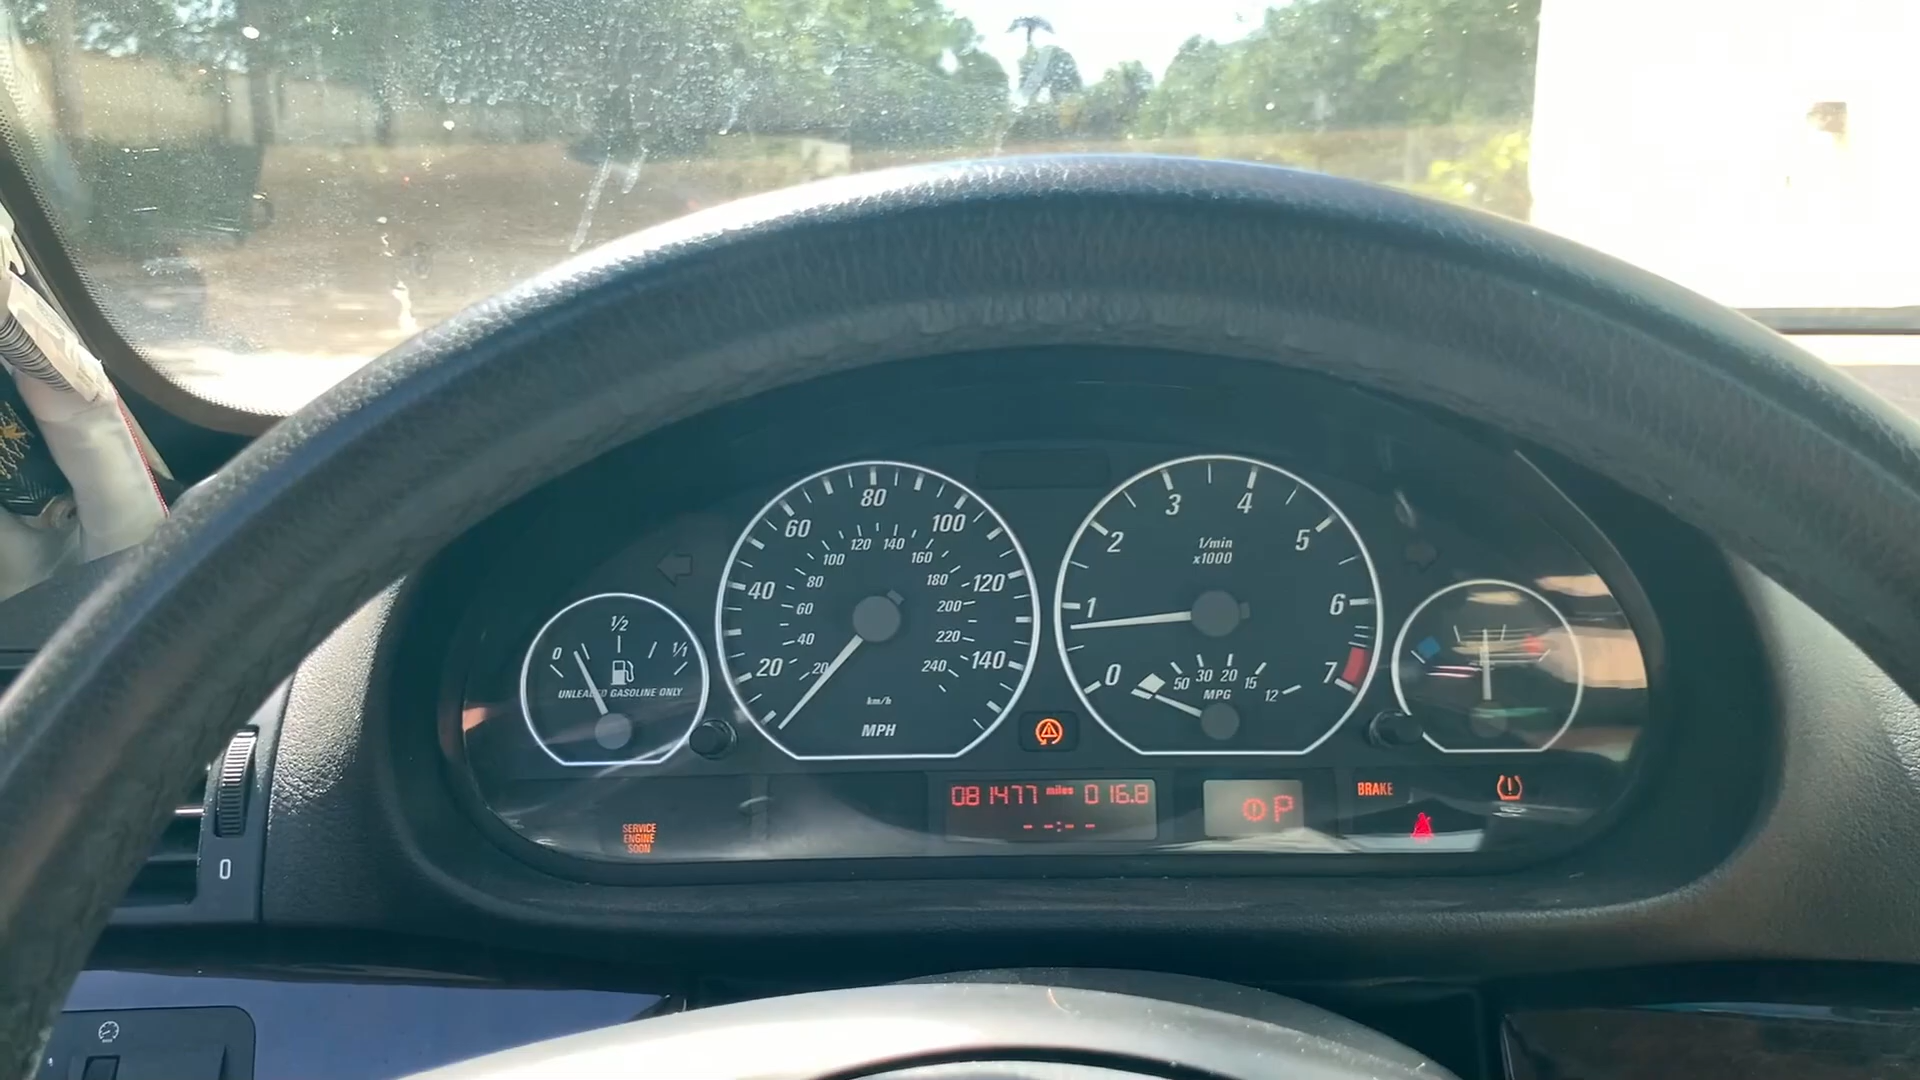 0 1/2 1/1
UNLEADED GASOLINE ONLY
20 40 60 80 100 120 140
20 40 60 80 100 120 140 160 180 200 220 240
km/h
MPH
0 1 2 3 4 5 6 7
1/min
x1000
50 30 20 15 12
MPG
SERVICE
ENGINE
SOON
081477 miles 016.8
--:--
P
BRAKE
0